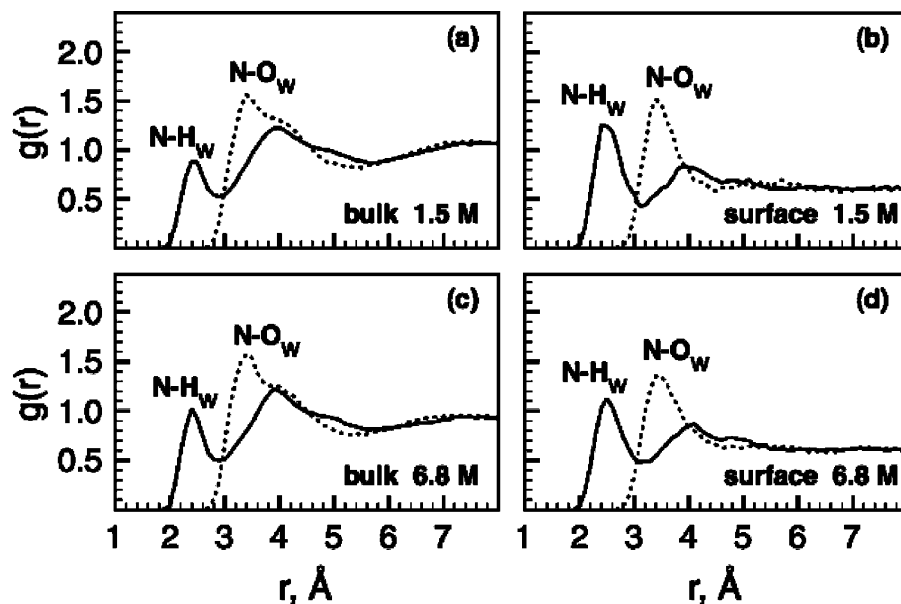 (a)
2.0
N-O_W
1.5
g(r)
N-H_W
1.0
0.5
bulk 1.5 M
(b)
N-H_W
N-O_W
surface 1.5 M
(c)
2.0
N-O_W
1.5
g(r)
N-H_W
1.0
0.5
bulk 6.8 M
1 2 3 4 5 6 7
r, Å
(d)
N-O_W
N-H_W
surface 6.8 M
1 2 3 4 5 6 7
r, Å